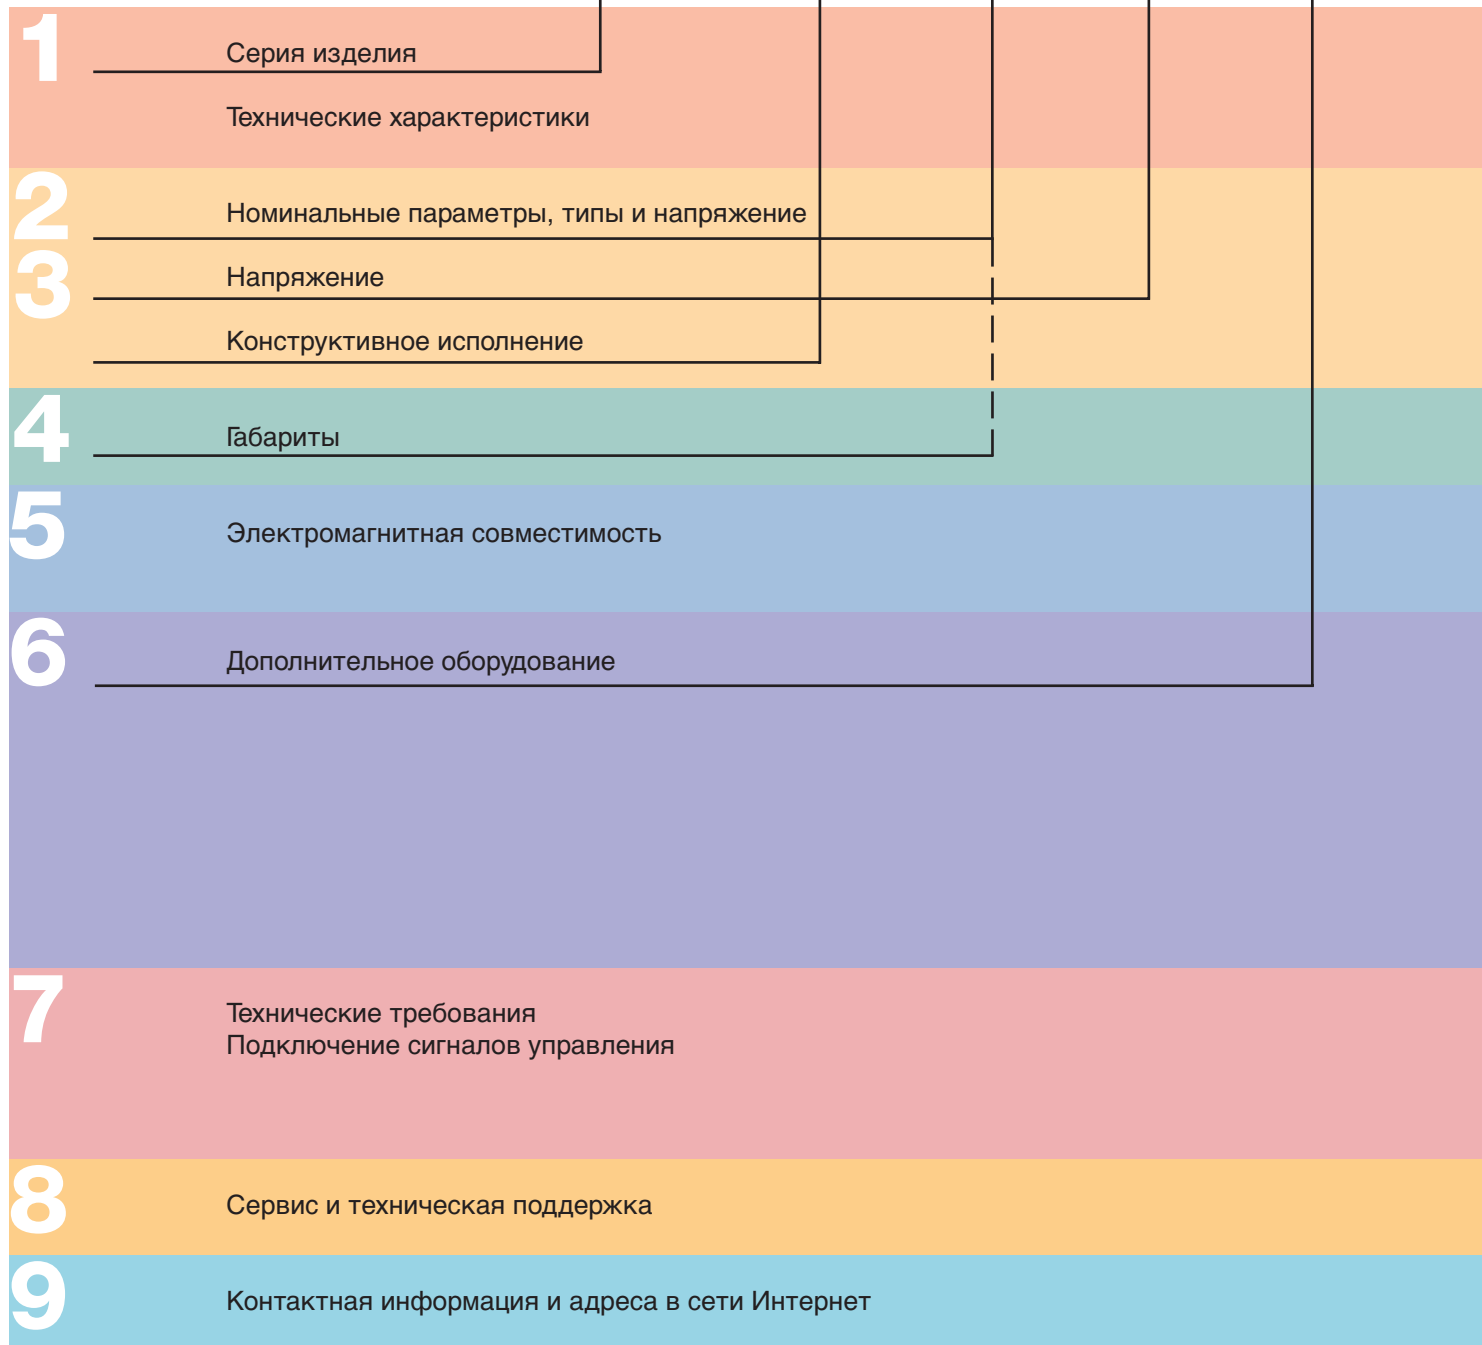 1
Серия изделия
Технические характеристики
2
Номинальные параметры, типы и напряжение
3
Напряжение
Конструктивное исполнение
4
Габариты
5
Электромагнитная совместимость
6
Дополнительное оборудование
7
Технические требования
Подключение сигналов управления
8
Сервис и техническая поддержка
9
Контактная информация и адреса в сети Интернет